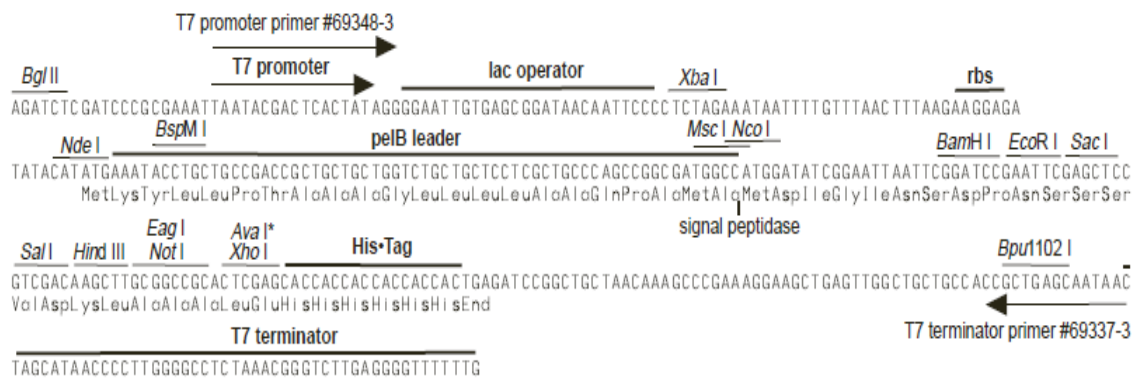 T7 promoter primer #69348-3
Bgl II T7 promoter lac operator Xba I rbs
AGATCTCGATCCCGCGAAATTAATACGACTCACTATAGGGGAATTGTGAGCGGATAACAATTCCCCTCTAGAAATAATTTTGTTTAACTTTAAGAAGGAGA
Nde I BspM I pelB leader Msc I Nco I BamH I EcoR I Sac I
TATACATATGAAATACCTGCTGCCGACCGCTGCTGCTGGTCTGCTGCTCCTCGCTGCCCAGCCGGCGATGGCCATGGATATCGGAATTAATTCGGATCCGAATTCGAGCTCC
MetLysTyrLeuLeuProThrAlaAlaAlaGlyLeuLeuLeuLeuAlaAlaGlnProAlaMetAlaMetAspIleGlyIleAsnSerAspProAsnSerSerSer
signal peptidase
Sal I Hind III Eag I Not I Ava I* Xho I His•Tag Bpu1102 I
GTCGACAAGCTTGCGGCCGCACTCGAGCACCACCACCACCACCACTGAGATCCGGCTGCTAACAAAGCCCGAAAGGAAGCTGAGTTGGCTGCTGCCACCGCTGAGCAATAAC
ValAspLysLeuAlaAlaAlaLeuGluHisHisHisHisHisHisEnd
T7 terminator T7 terminator primer #69337-3
TAGCATAACCCCTTGGGGCCTCTAAACGGGTCTTGAGGGGTTTTTTG